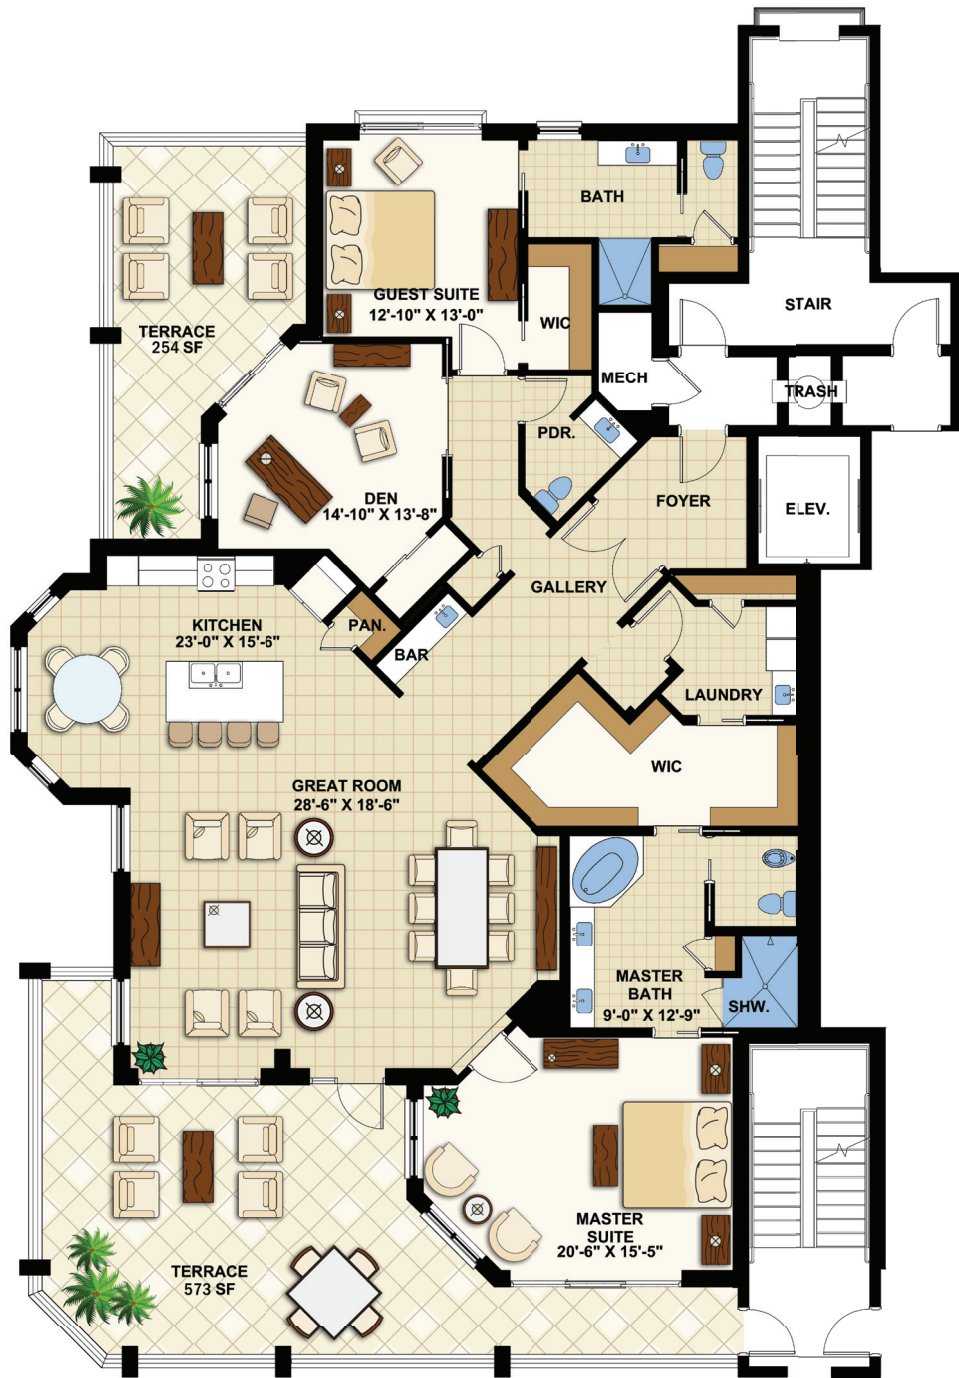 BATH
STAIR
GUEST SUITE
12'-10" X 13'-0"
WIC
TERRACE
254 SF
MECH
TRASH
PDR.
DEN
14'-10" X 13'-8"
FOYER
ELEV.
GALLERY
KITCHEN
23'-0" X 15'-6"
PAN.
BAR
LAUNDRY
WIC
GREAT ROOM
28'-6" X 18'-6"
MASTER
BATH
9'-0" X 12'-9"
SHW.
MASTER
SUITE
20'-6" X 15'-5"
TERRACE
573 SF